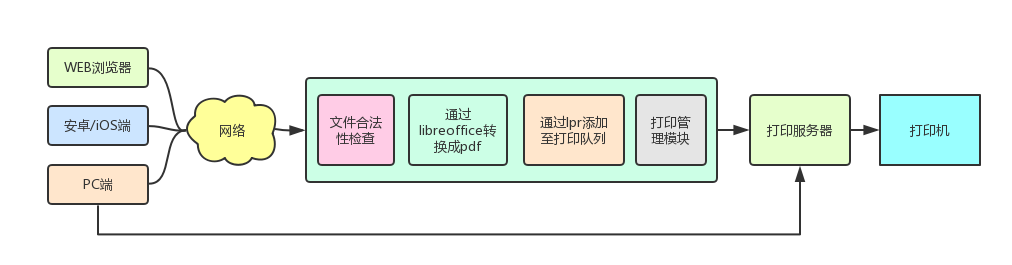 WEB浏览器
安卓/iOS端
PC端
网络
文件合法
性检查
通过
libreoffice转
换成pdf
通过lpr添加
至打印队列
打印管
理模块
打印服务器
打印机